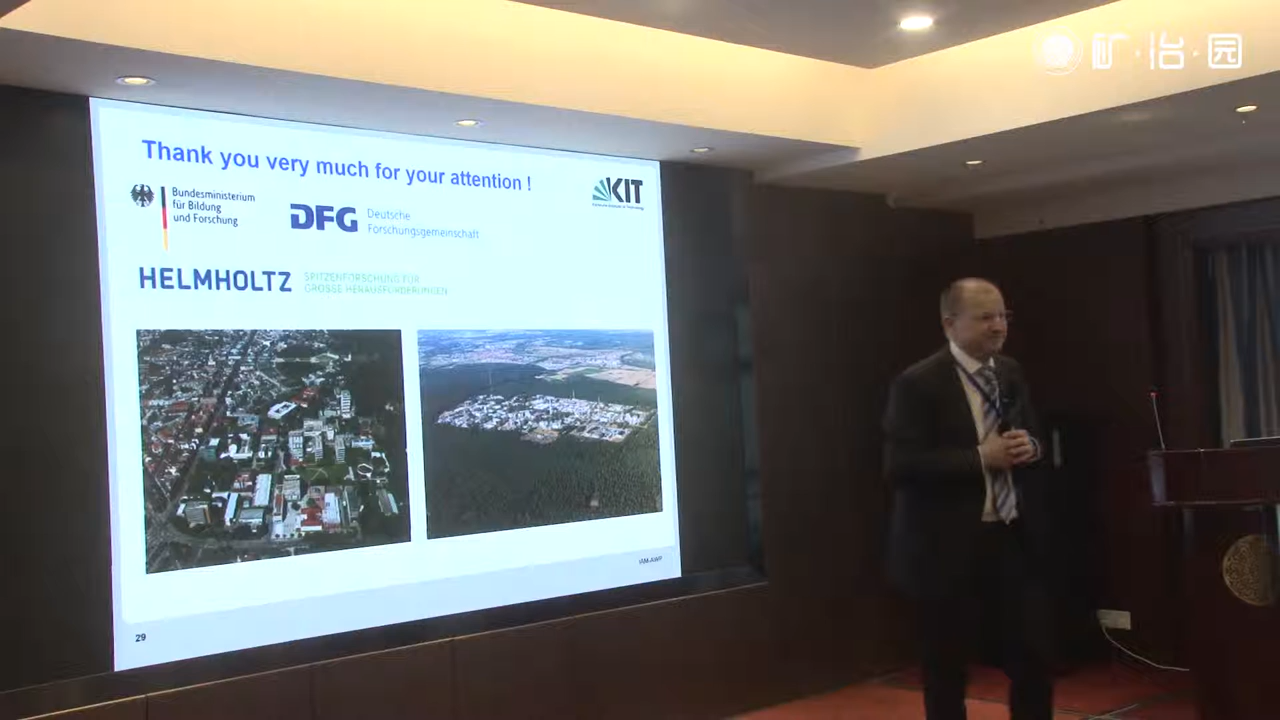 矿·冶·园
Thank you very much for your attention !
Bundesministerium
für Bildung
und Forschung
DFG
Deutsche
Forschungsgemeinschaft
KIT
HELMHOLTZ
SPITZENFORSCHUNG FÜR
GROSSE HERAUSFORDERUNGEN
IAM-AWP
29